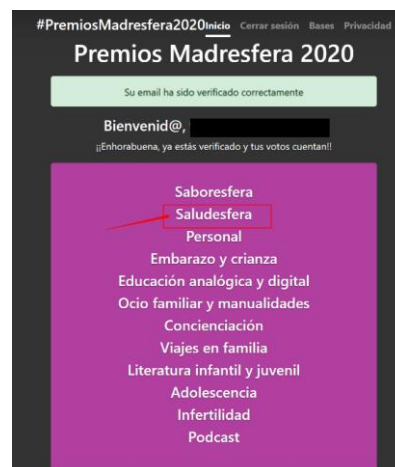 #PremiosMadresfera2020 Inicio Cerrar sesión Bases Privacidad
Premios Madresfera 2020
Su email ha sido verificado correctamente
Bienvenid@,
¡¡Enhorabuena, ya estás verificado y tus votos cuentan!!
Saboresfera
Saludesfera
Personal
Embarazo y crianza
Educación analógica y digital
Ocio familiar y manualidades
Concienciación
Viajes en familia
Literatura infantil y juvenil
Adolescencia
Infertilidad
Podcast